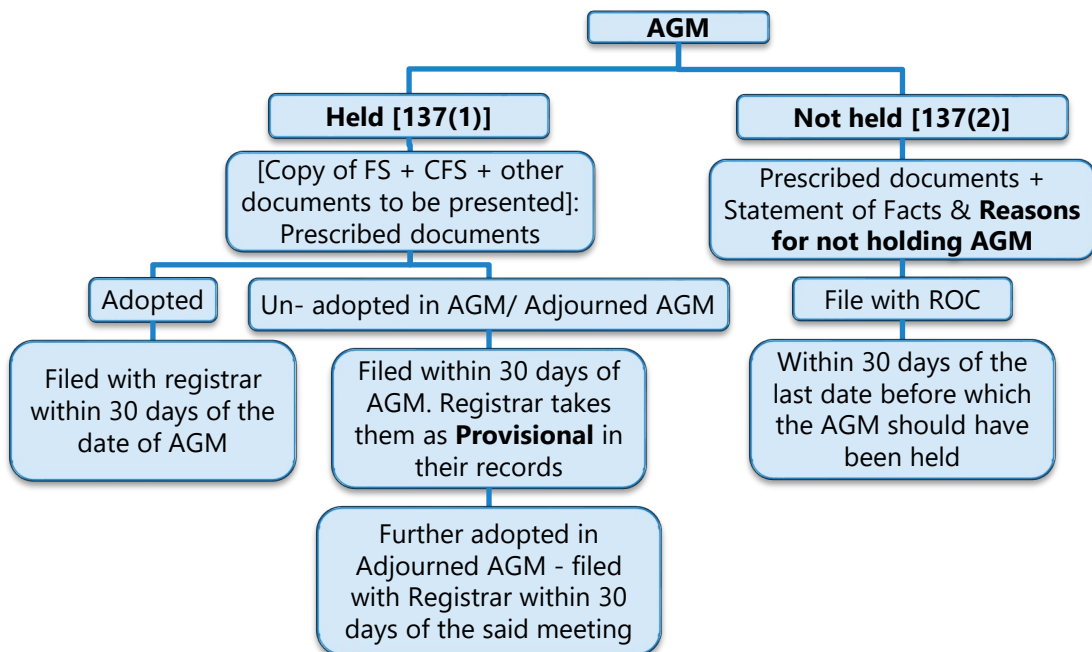 AGM
Held [137(1)]
Not held [137(2)]
[Copy of FS + CFS + other
documents to be presented]:
Prescribed documents
Prescribed documents +
Statement of Facts & Reasons
for not holding AGM
Adopted
Un- adopted in AGM/ Adjourned AGM
File with ROC
Filed with registrar
within 30 days of the
date of AGM
Filed within 30 days of
AGM. Registrar takes
them as Provisional in
their records
Within 30 days of the
last date before which
the AGM should have
been held
Further adopted in
Adjourned AGM - filed
with Registrar within 30
days of the said meeting